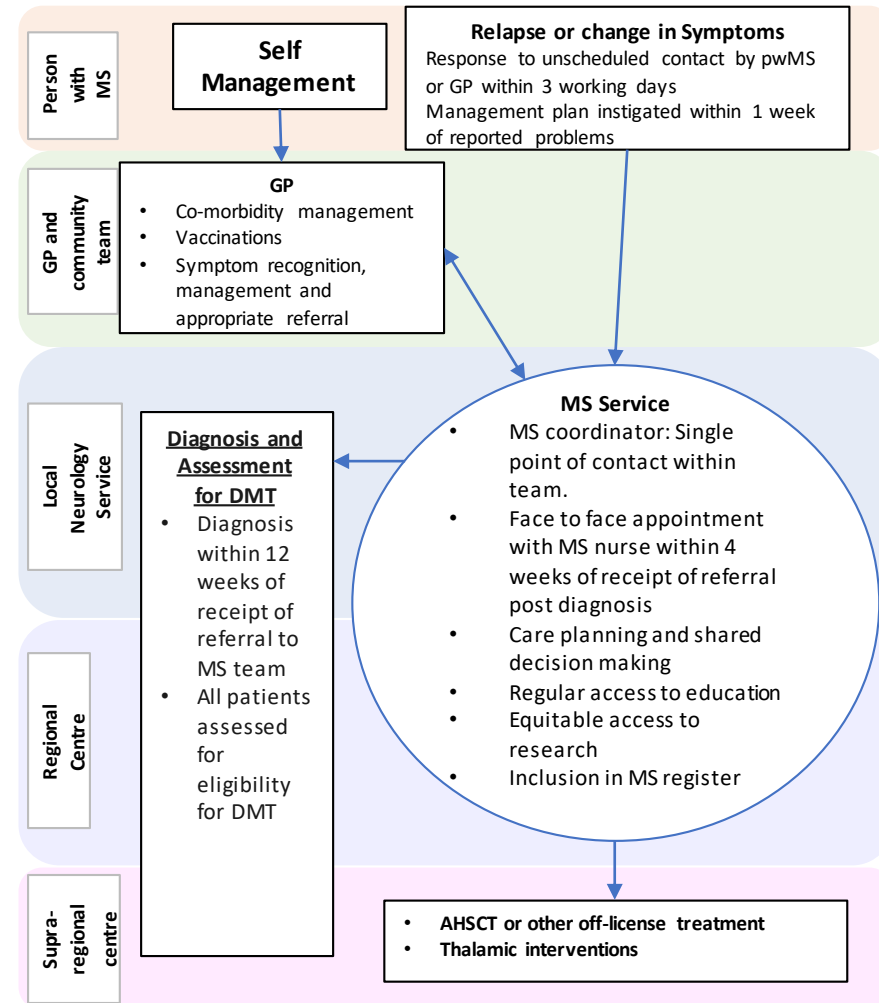 Person with
MS
Self
Management
Relapse or change in Symptoms
Response to unscheduled contact by pwMS
or GP within 3 working days
Management plan instigated within 1 week
of reported problems
GP and
community
team
GP
• Co-morbidity management
• Vaccinations
• Symptom recognition,
management and
appropriate referral
Local
Neurology
Service
Diagnosis and
Assessment
for DMT
• Diagnosis
within 12
weeks of
receipt of
referral to
MS team
• All patients
assessed
for
eligibility
for DMT
MS Service
• MS coordinator: Single
point of contact within
team.
• Face to face appointment
with MS nurse within 4
weeks of receipt of referral
post diagnosis
• Care planning and shared
decision making
• Regular access to education
• Equitable access to
research
• Inclusion in MS register
Regional
Centre
Supra-
regional
centre
• AHSCT or other off-license treatment
• Thalamic interventions